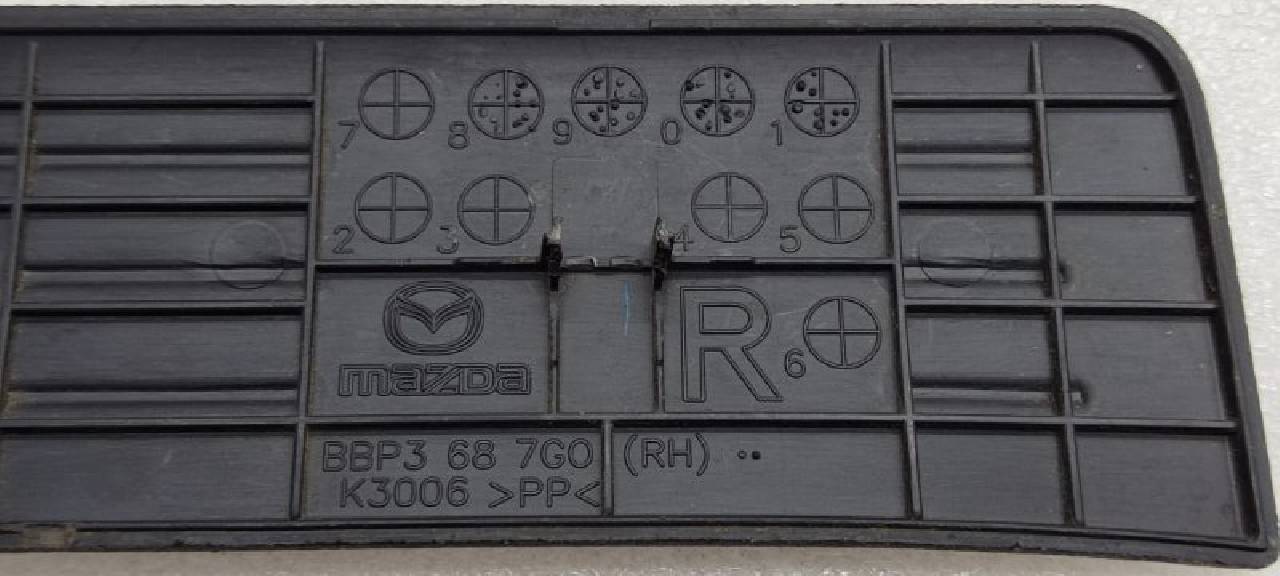 7 8 9 0 1
2 3 4 5
mazda R 6
BBP3 68 7G0 (RH)
K3006 >PP<